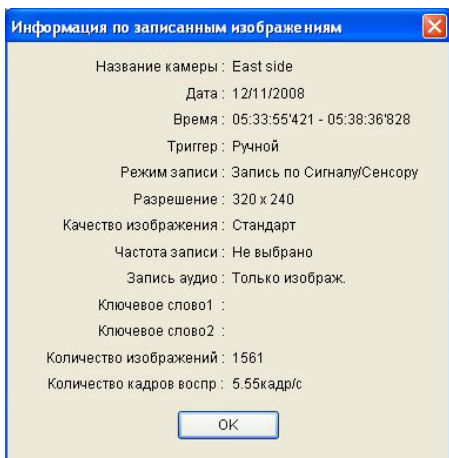 Информация по записанным изображениям
Название камеры : East side
Дата : 12/11/2008
Время : 05:33:55'421 - 05:38:36'828
Триггер : Ручной
Режим записи : Запись по Сигналу/Сенсору
Разрешение : 320 x 240
Качество изображения : Стандарт
Частота записи : Не выбрано
Запись аудио : Только изображ.
Ключевое слово1 :
Ключевое слово2 :
Количество изображений : 1561
Количество кадров воспр : 5.55кадр/с
OK